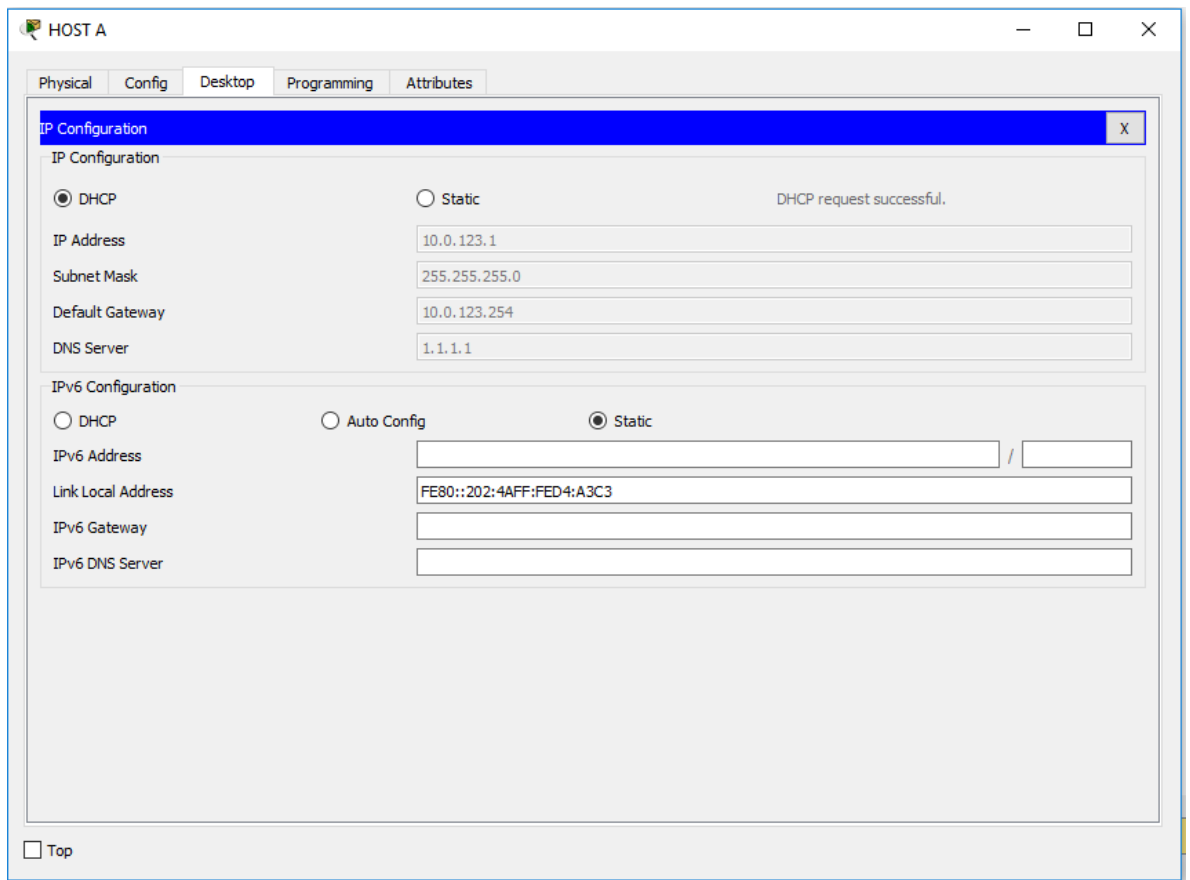 HOST A
Physical Config Desktop Programming Attributes
IP Configuration X
IP Configuration
DHCP Static DHCP request successful.
IP Address 10.0.123.1
Subnet Mask 255.255.255.0
Default Gateway 10.0.123.254
DNS Server 1.1.1.1
IPv6 Configuration
DHCP Auto Config Static
IPv6 Address /
Link Local Address FE80::202:4AFF:FED4:A3C3
IPv6 Gateway
IPv6 DNS Server
Top